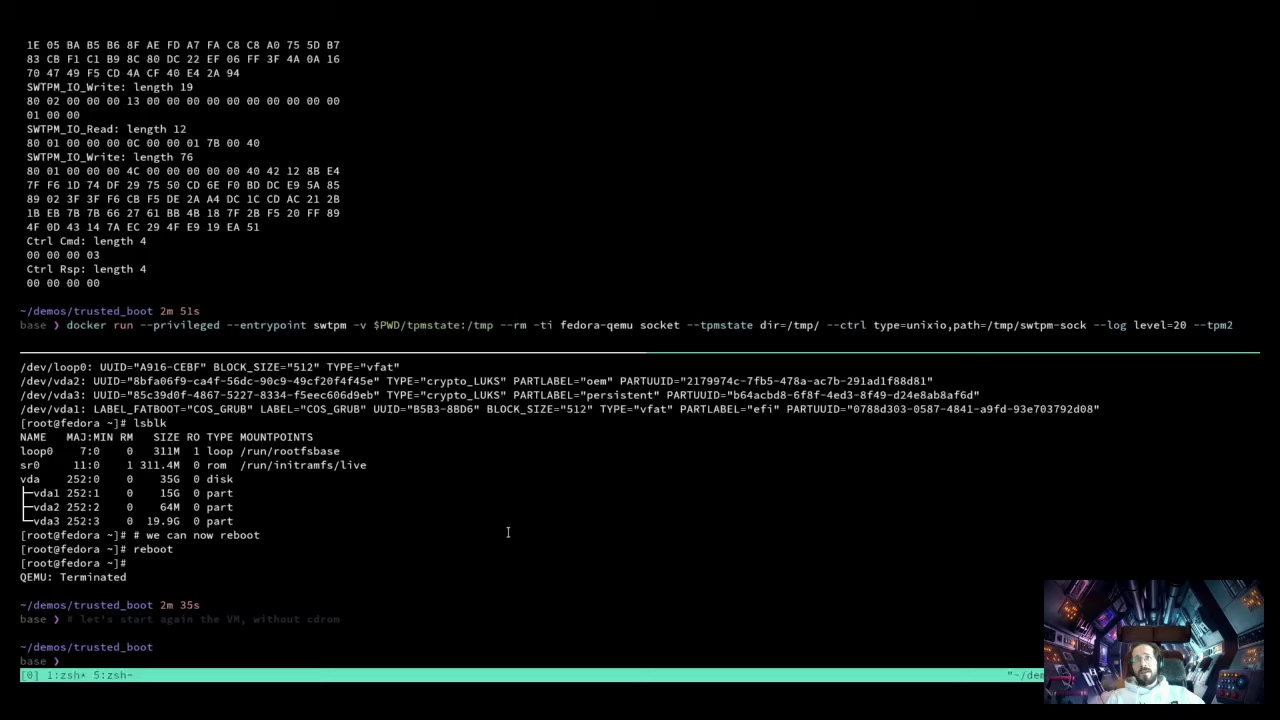 1E 05 BA B5 B6 8F AE FD A7 FA C8 C8 A0 75 5D B7
83 CB F1 C1 B9 8C 80 DC 22 EF 06 FF 3F 4A 0A 16
70 47 49 F5 CD 4A CF 40 E4 2A 94
SWTPM_IO_Write: length 19
80 02 00 00 00 13 00 00 00 00 00 00 00 00 00 00
01 00 00
SWTPM_IO_Read: length 12
80 01 00 00 00 0C 00 00 01 7B 00 40
SWTPM_IO_Write: length 76
80 01 00 00 00 4C 00 00 00 00 00 40 42 12 8B E4
7F F6 1D 74 DF 29 75 50 CD 6E F0 BD DC E9 5A 85
89 02 3F 3F F6 CB F5 DE 2A A4 DC 1C CD AC 21 2B
1B EB 7B 7B 66 27 61 BB 4B 18 7F 2B F5 20 FF 89
4F 0D 43 14 7A EC 29 4F E9 19 EA 51
Ctrl Cmd: length 4
00 00 00 03
Ctrl Rsp: length 4
00 00 00 00
~/demos/trusted_boot 2m 51s
base ❯ docker run --privileged --entrypoint swtpm -v $PWD/tpmstate:/tmp --rm -ti fedora-qemu socket --tpmstate dir=/tmp/ --ctrl type=unixio,path=/tmp/swtpm-sock --log level=20 --tpm2
/dev/loop0: UUID="A916-CEBF" BLOCK_SIZE="512" TYPE="vfat"
/dev/vda2: UUID="8bfa06f9-ca4f-56dc-90c9-49cf20f4f45e" TYPE="crypto_LUKS" PARTLABEL="oem" PARTUUID="2179974c-7fb5-478a-ac7b-291ad1f88d81"
/dev/vda3: UUID="85c39d0f-4867-5227-8334-f5eec606d9eb" TYPE="crypto_LUKS" PARTLABEL="persistent" PARTUUID="b64acbd8-6f8f-4ed3-8f49-d24e8ab8af6d"
/dev/vda1: LABEL_FATBOOT="COS_GRUB" LABEL="COS_GRUB" UUID="B5B3-8BD6" BLOCK_SIZE="512" TYPE="vfat" PARTLABEL="efi" PARTUUID="0788d303-0587-4841-a9fd-93e703792d08"
[root@fedora ~]# lsblk
NAME   MAJ:MIN RM   SIZE RO TYPE MOUNTPOINTS
loop0    7:0    0   311M  1 loop /run/rootfsbase
sr0     11:0    1 311.4M  0 rom  /run/initramfs/live
vda    252:0    0    35G  0 disk
├─vda1 252:1    0    15G  0 part
├─vda2 252:2    0    64M  0 part
└─vda3 252:3    0  19.9G  0 part
[root@fedora ~]# # we can now reboot
[root@fedora ~]# reboot
[root@fedora ~]#
QEMU: Terminated
~/demos/trusted_boot 2m 35s
base ❯ # let's start again the VM, without cdrom
~/demos/trusted_boot
base ❯
[0] 1:zsh* 5:zsh- "~/dem